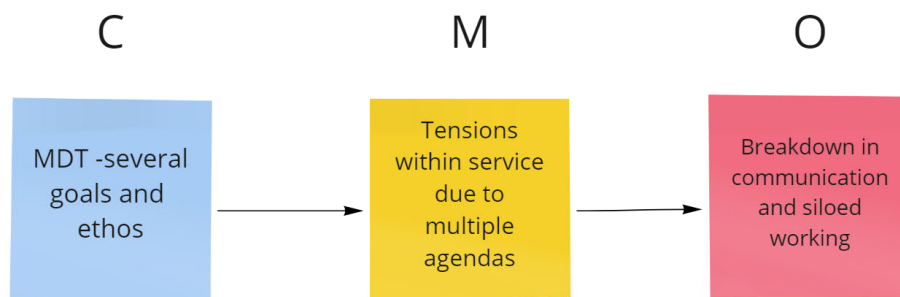 C
M
O
MDT -several
goals and
ethos
Tensions
within service
due to
multiple
agendas
Breakdown in
communication
and siloed
working